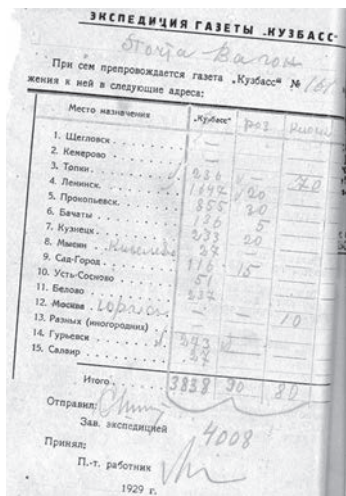 ЭКСПЕДИЦИЯ ГАЗЕТЫ „КУЗБАСС“
Почта Вагон
При сем препровождается газета „Кузбасс“ № 161
жения к ней в следующие адреса:
Место назначения „Кузбасс“ роз
1. Щегловск —
2. Кемерово —
3. Топки 236 — 70
4. Ленинск 1647 20
5. Прокопьевск. 855 30
6. Бачаты 126 5
7. Кузнецк 233 20
8. Мыски 27 —
9. Сад-Город 116 15
10. Усть-Сосново 51
11. Белово 237
12. Москва —
13. Разных (иногородних) — 10
14. Гурьевск 273
15. Салаир 37
Итого 3838 90 80
Отправил:
Зав. экспедицией
4008
Принял:
П.-т. работник
1929 г.